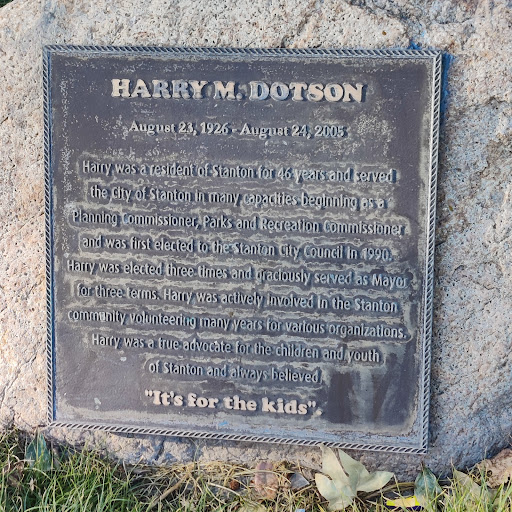 HARRY M. DOTSON
August 23, 1926 - August 24, 2005
Harry was a resident of Stanton for 46 years and served
the City of Stanton in many capacities beginning as a
Planning Commissioner, Parks and Recreation Commissioner
and was first elected to the Stanton City Council in 1990.
Harry was elected three times and graciously served as Mayor
for three terms. Harry was actively involved in the Stanton
community volunteering many years for various organizations.
Harry was a true advocate for the children and youth
of Stanton and always believed,
"It's for the kids".